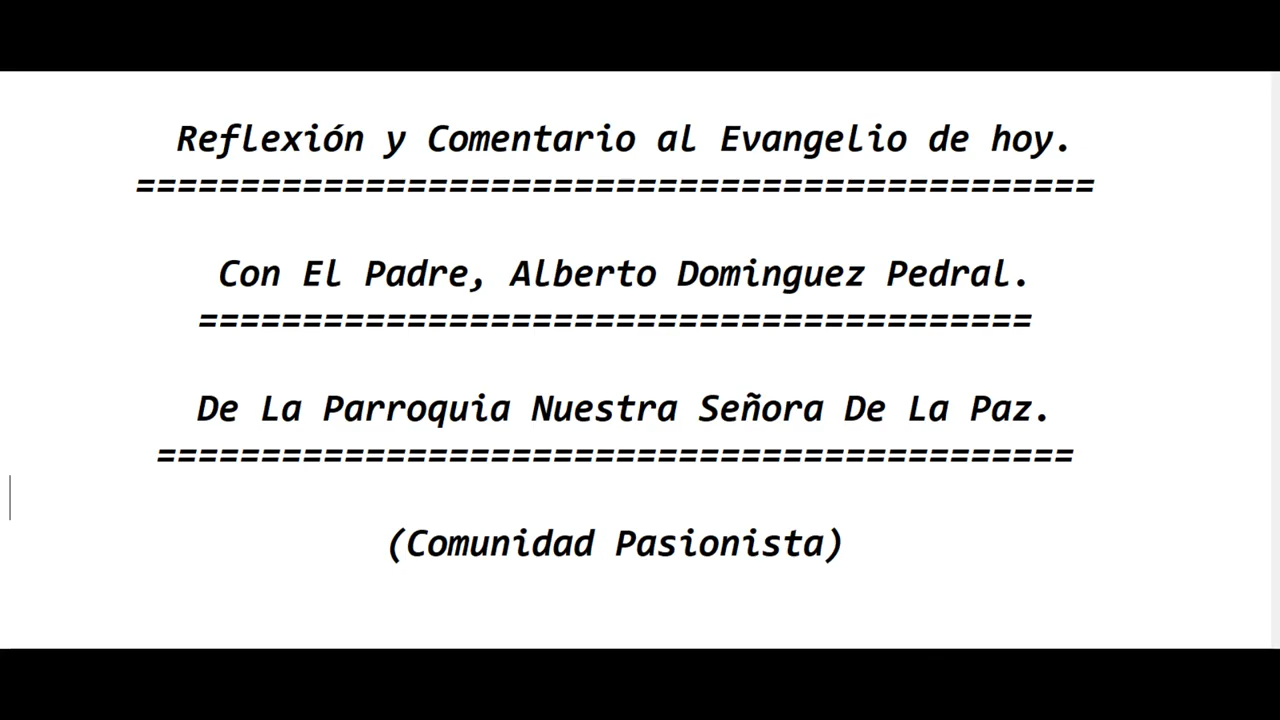 Reflexión y Comentario al Evangelio de hoy.
==============================================
Con El Padre, Alberto Dominguez Pedral.
========================================
De La Parroquia Nuestra Señora De La Paz.
============================================
(Comunidad Pasionista)